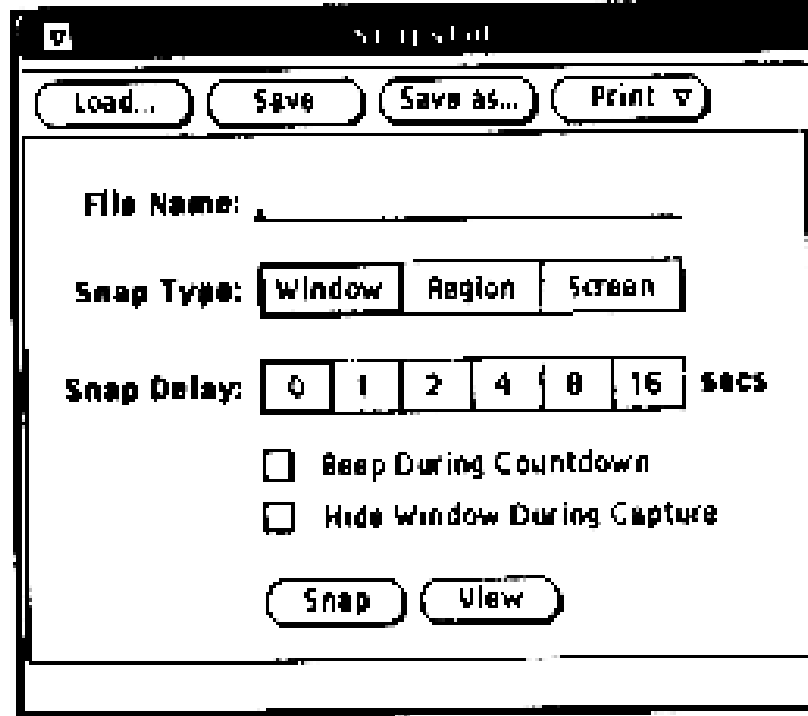 Load... Save Save as... Print
File Name:
Snap Type: Window Region Screen
Snap Delay: 0 1 2 4 8 16 secs
Beep During Countdown
Hide Window During Capture
Snap View